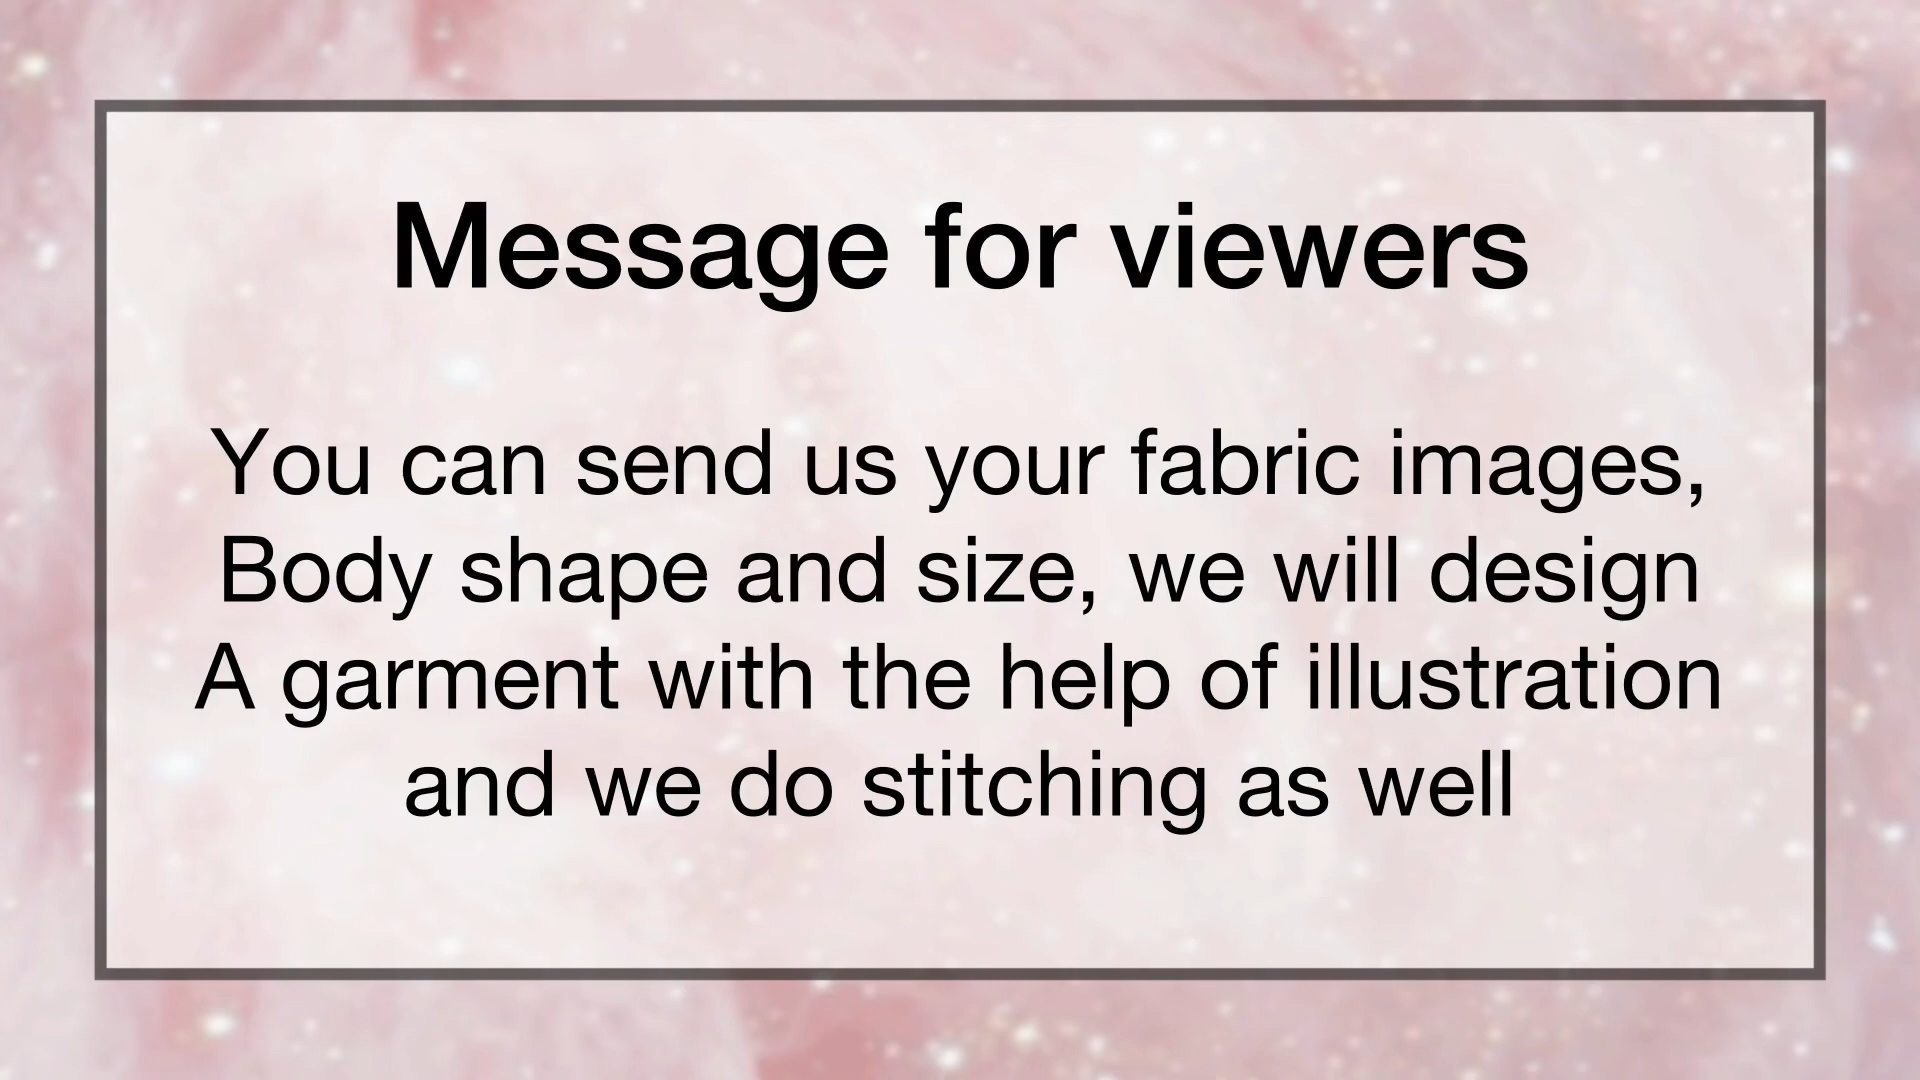 Message for viewers
You can send us your fabric images,
Body shape and size, we will design
A garment with the help of illustration
and we do stitching as well